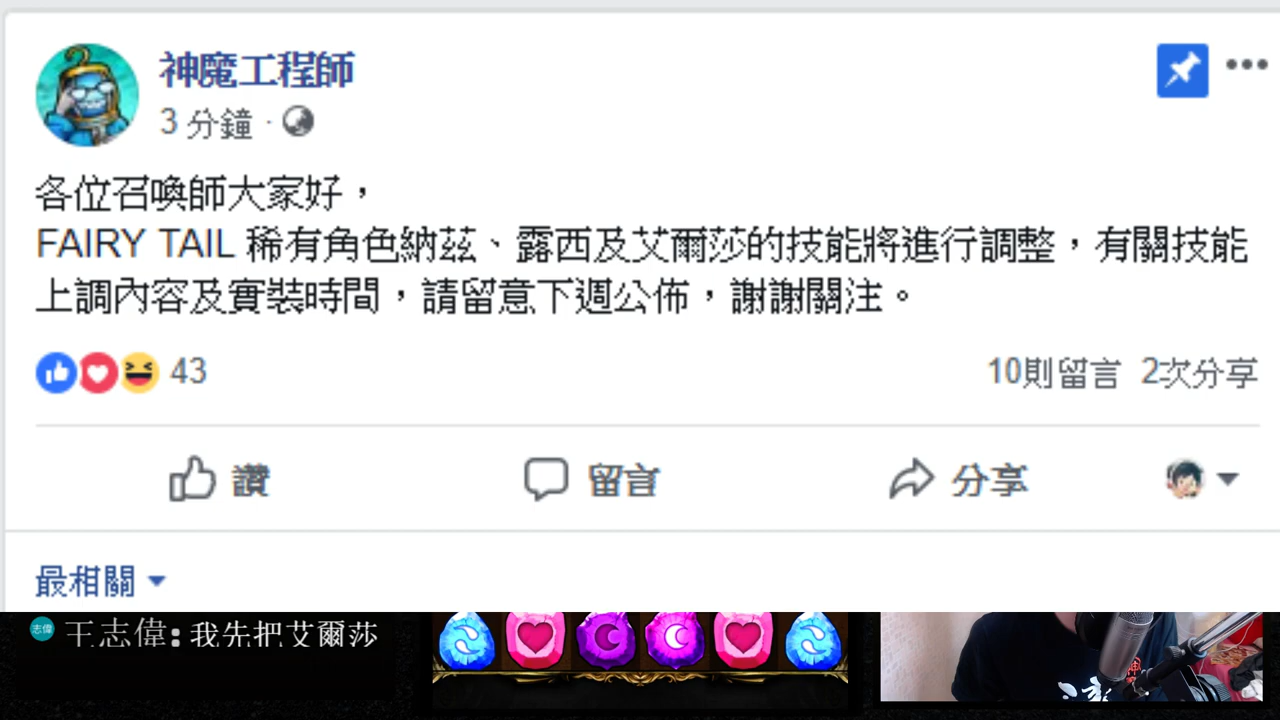 神魔工程師
3 分鐘 ·
各位召喚師大家好，
FAIRY TAIL 稀有角色納茲、露西及艾爾莎的技能將進行調整，有關技能
上調內容及實裝時間，請留意下週公佈，謝謝關注。
43
10則留言 2次分享
讚 留言 分享
最相關
志偉 王志偉: 我先把艾爾莎